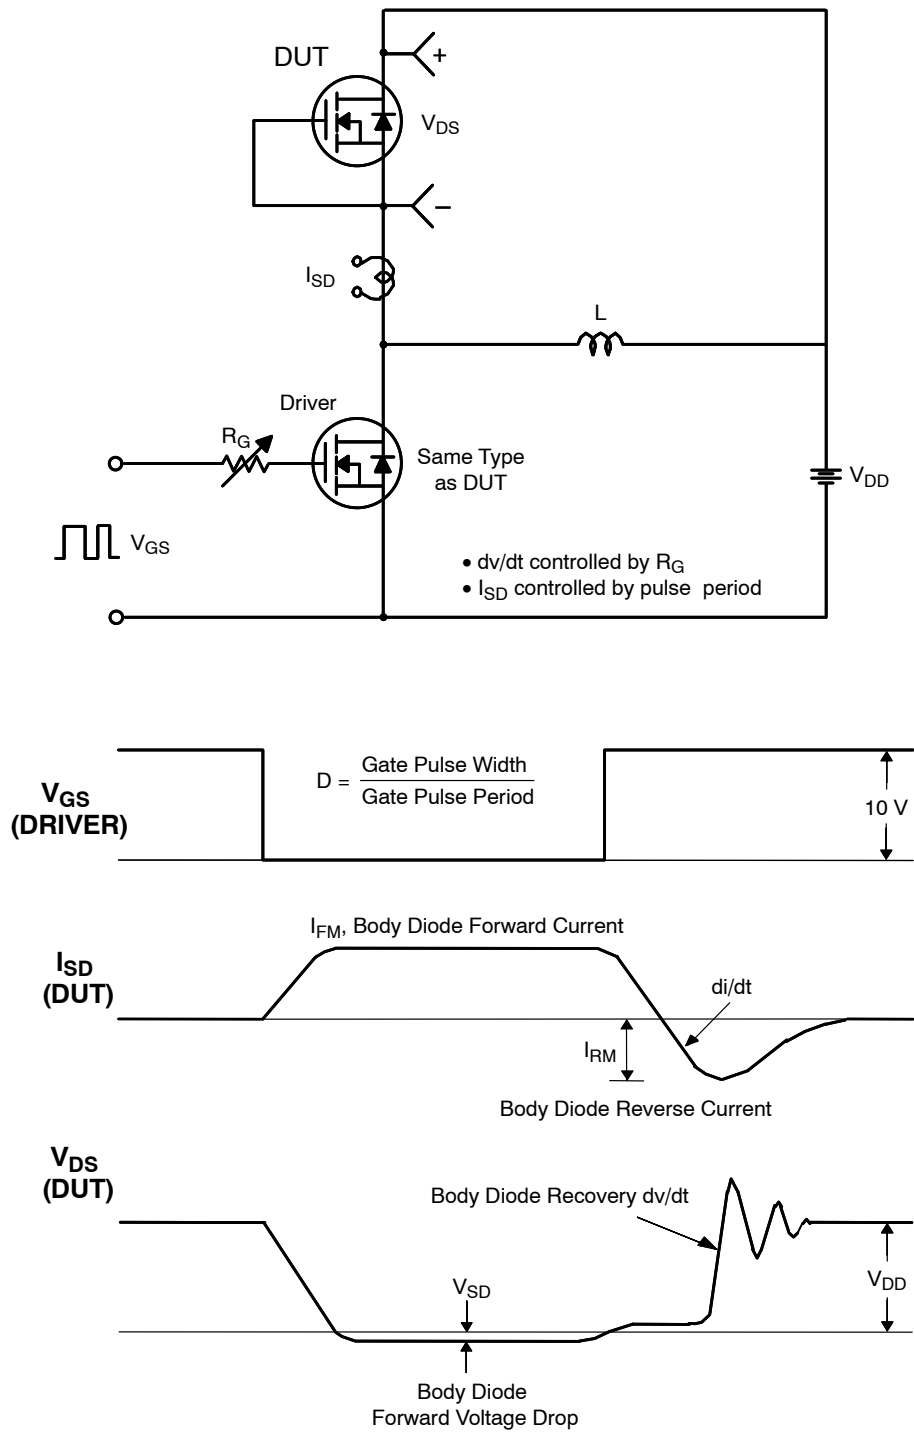 DUT
+
V_DS
−
I_SD
L
Driver
R_G
Same Type
as DUT
V_DD
V_GS
• dv/dt controlled by R_G
• I_SD controlled by pulse period
V_GS
(DRIVER)
D = Gate Pulse Width
Gate Pulse Period
10 V
I_FM, Body Diode Forward Current
I_SD
(DUT)
di/dt
I_RM
Body Diode Reverse Current
V_DS
(DUT)
Body Diode Recovery dv/dt
V_SD
V_DD
Body Diode
Forward Voltage Drop